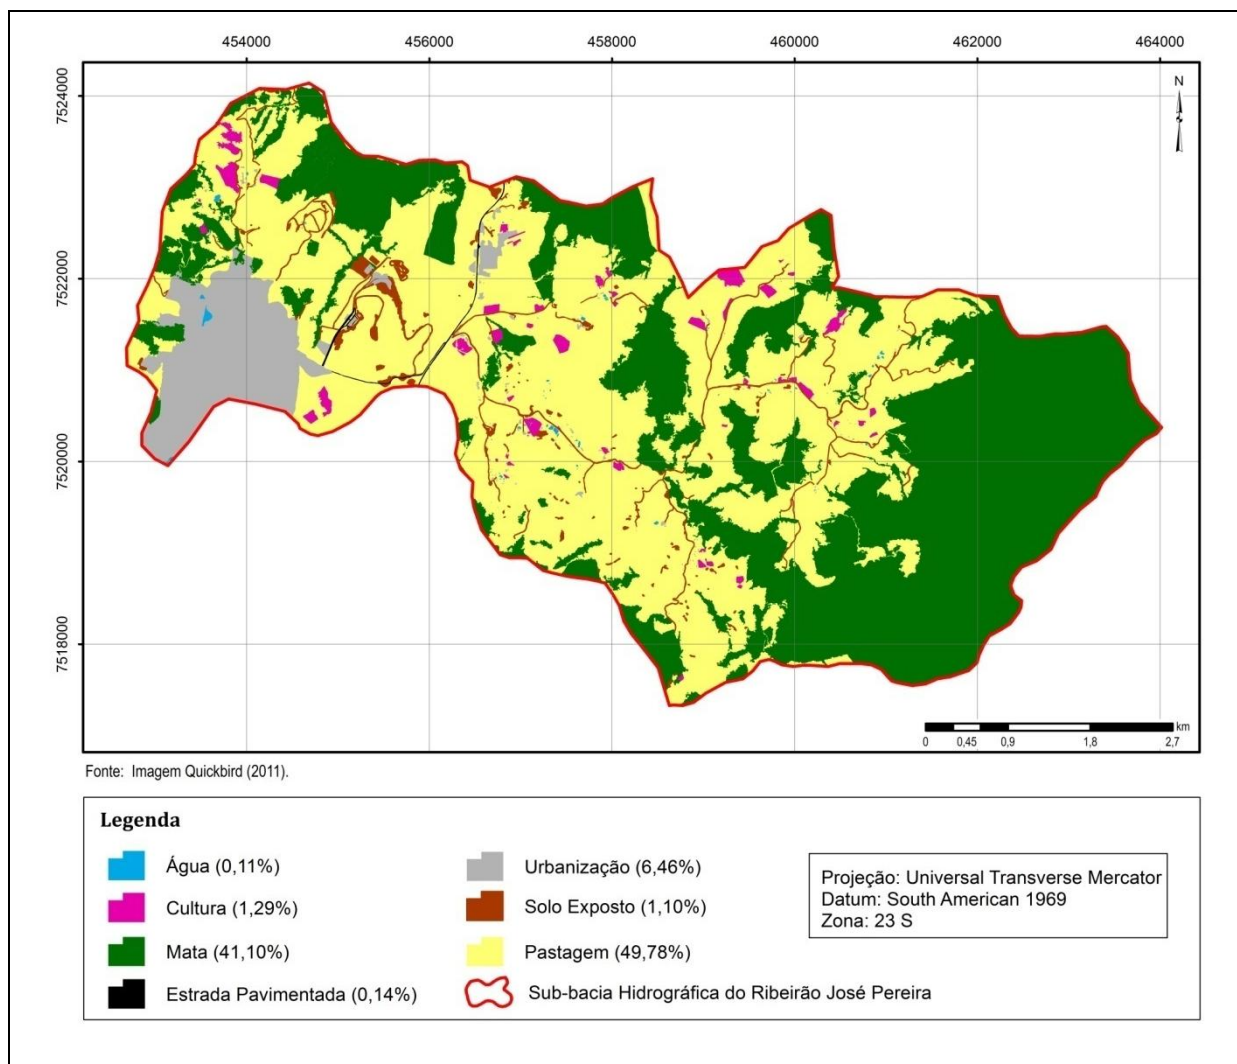 454000 456000 458000 460000 462000 464000
7524000
7522000
7520000
7518000
N
km
0 0,45 0,9 1,8 2,7
Fonte: Imagem Quickbird (2011).
Legenda
Água (0,11%)
Cultura (1,29%)
Mata (41,10%)
Estrada Pavimentada (0,14%)
Urbanização (6,46%)
Solo Exposto (1,10%)
Pastagem (49,78%)
Sub-bacia Hidrográfica do Ribeirão José Pereira
Projeção: Universal Transverse Mercator
Datum: South American 1969
Zona: 23 S